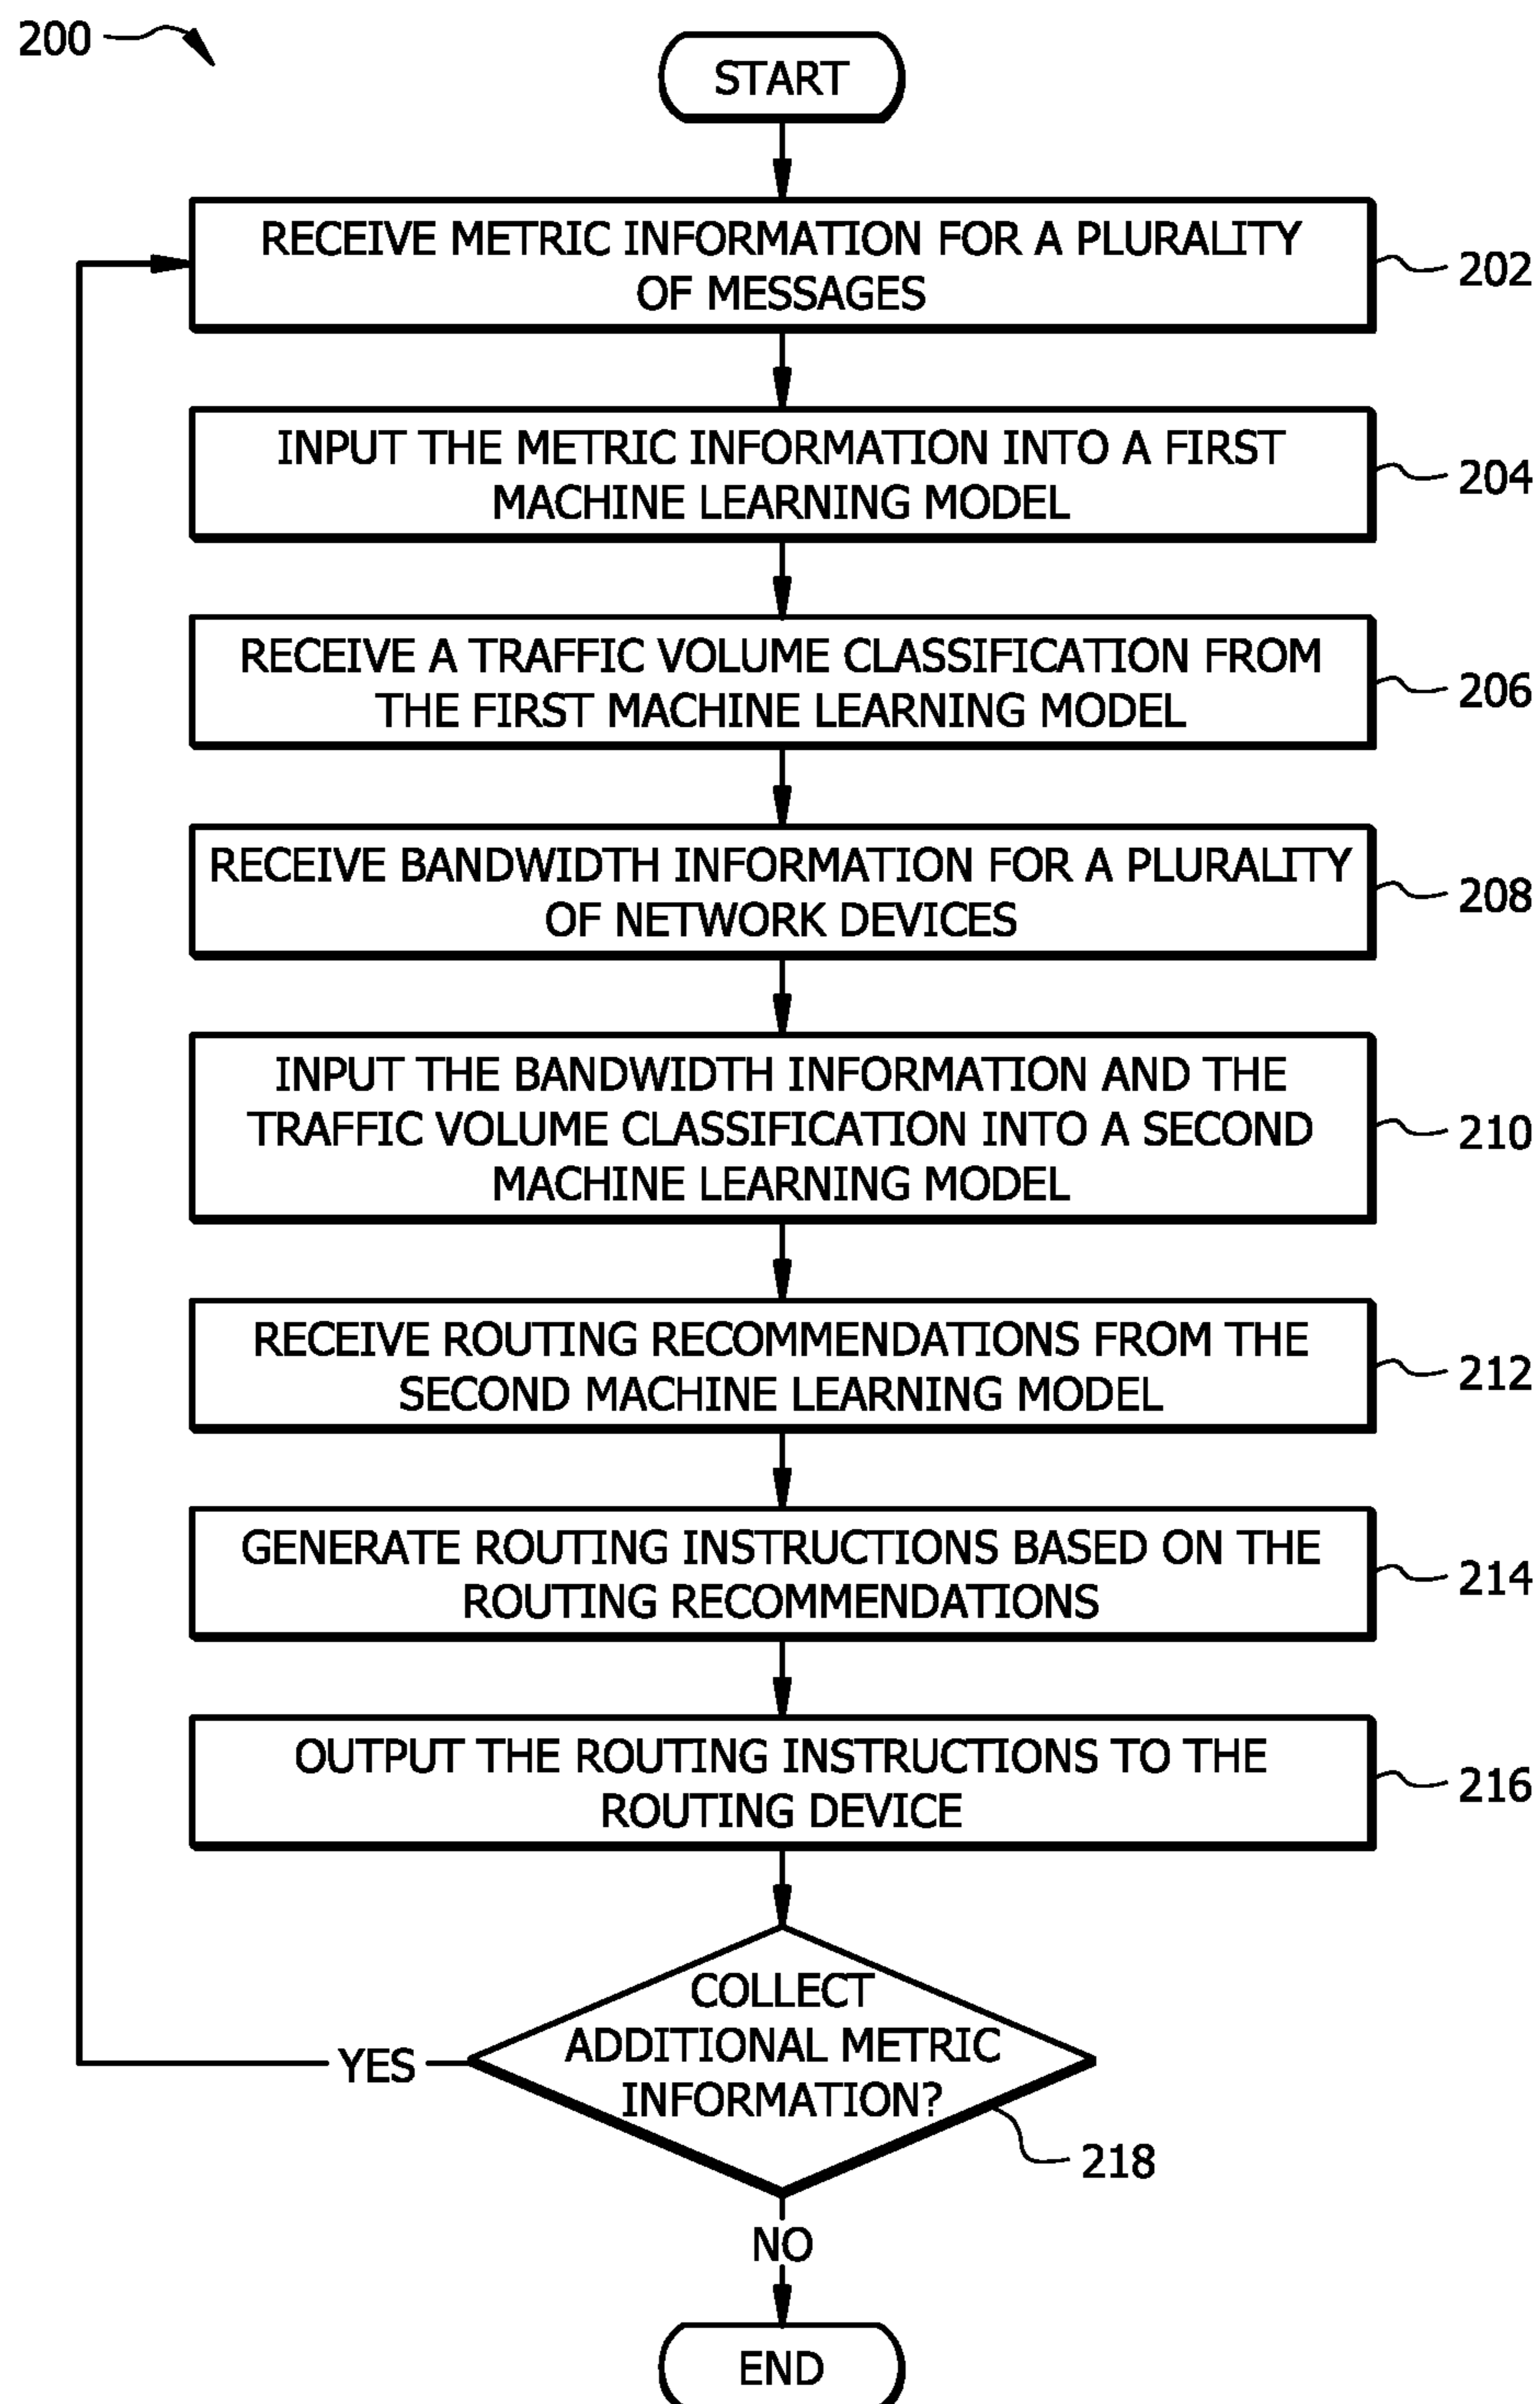 200
START
RECEIVE METRIC INFORMATION FOR A PLURALITY
OF MESSAGES
202
INPUT THE METRIC INFORMATION INTO A FIRST
MACHINE LEARNING MODEL
204
RECEIVE A TRAFFIC VOLUME CLASSIFICATION FROM
THE FIRST MACHINE LEARNING MODEL
206
RECEIVE BANDWIDTH INFORMATION FOR A PLURALITY
OF NETWORK DEVICES
208
INPUT THE BANDWIDTH INFORMATION AND THE
TRAFFIC VOLUME CLASSIFICATION INTO A SECOND
MACHINE LEARNING MODEL
210
RECEIVE ROUTING RECOMMENDATIONS FROM THE
SECOND MACHINE LEARNING MODEL
212
GENERATE ROUTING INSTRUCTIONS BASED ON THE
ROUTING RECOMMENDATIONS
214
OUTPUT THE ROUTING INSTRUCTIONS TO THE
ROUTING DEVICE
216
COLLECT
ADDITIONAL METRIC
INFORMATION?
YES
218
NO
END